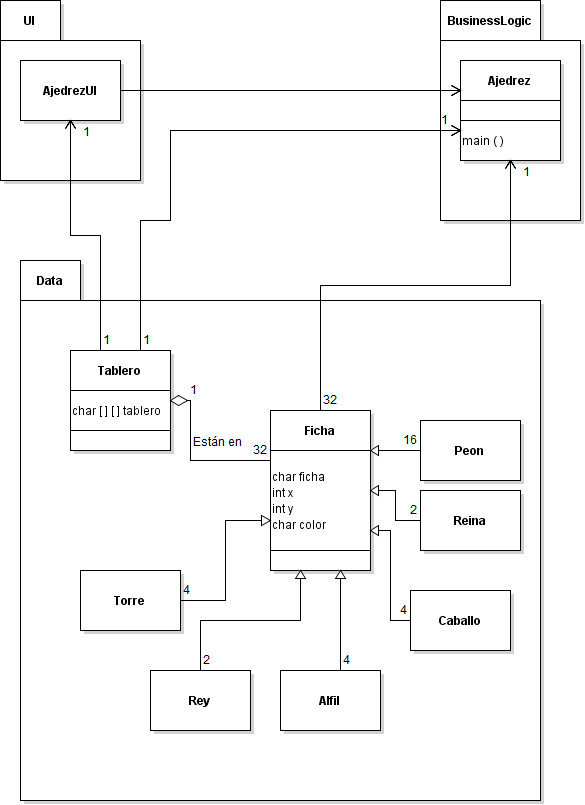 UI
BusinessLogic
AjedrezUI
Ajedrez
main ( )
1
1
1
Data
1
1
Tablero
char [ ] [ ] tablero
1
Están en
32
32
Ficha
char ficha
int x
int y
char color
16
Peon
2
Reina
4
Caballo
Torre
4
2
Rey
4
Alfil